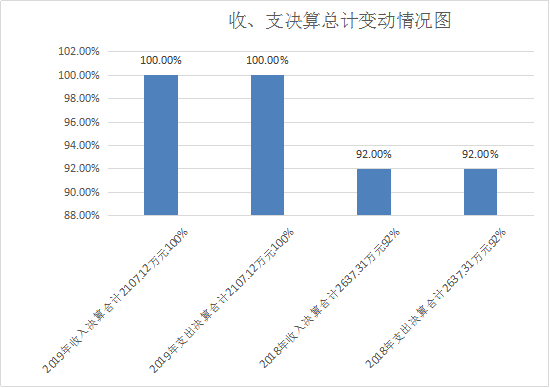 收、支决算总计变动情况图
102.00%
100.00%
98.00%
96.00%
94.00%
92.00%
90.00%
88.00%
100.00%
100.00%
92.00%
92.00%
2019年收入决算合计2107.12万元100%
2019年支出决算合计2107.12万元100%
2018年收入决算合计2637.31万元92%
2018年支出决算合计2637.31万元92%